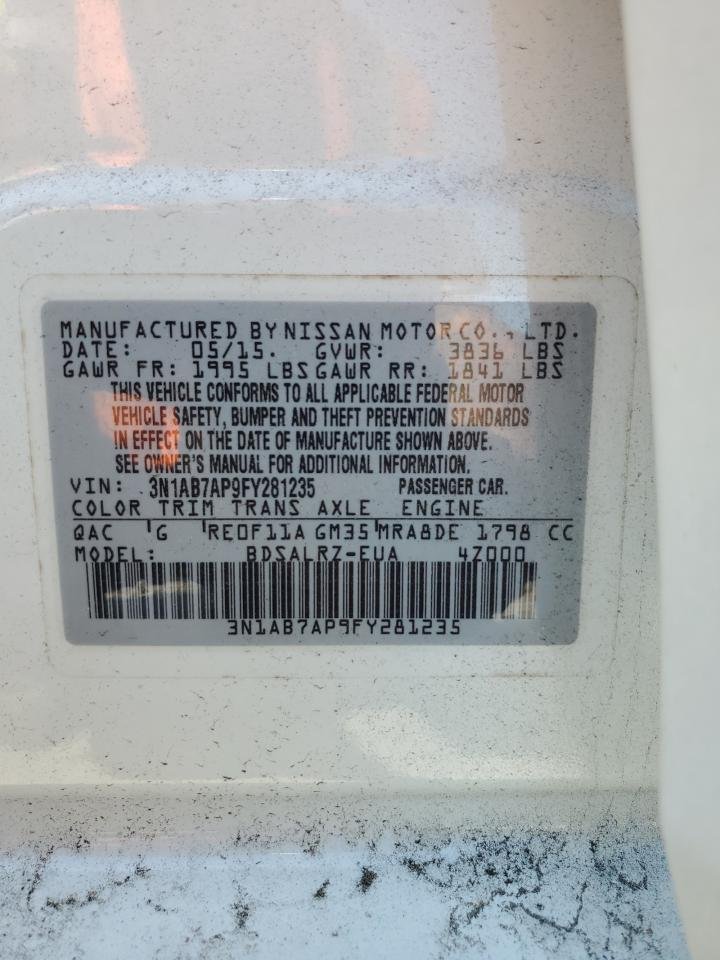 MANUFACTURED BY NISSAN MOTOR CO., LTD.
DATE: 05/15. GVWR: 3836 LBS
GAWR FR: 1995 LBS GAWR RR: 1841 LBS
THIS VEHICLE CONFORMS TO ALL APPLICABLE FEDERAL MOTOR
VEHICLE SAFETY, BUMPER AND THEFT PREVENTION STANDARDS
IN EFFECT ON THE DATE OF MANUFACTURE SHOWN ABOVE.
SEE OWNER'S MANUAL FOR ADDITIONAL INFORMATION.
VIN: 3N1AB7AP9FY281235 PASSENGER CAR.
COLOR TRIM TRANS AXLE ENGINE
QAC G RE0F11A GM35 MRA8DE 1798 CC
MODEL: BDSALRZ-EUA 4Z000
3N1AB7AP9FY281235